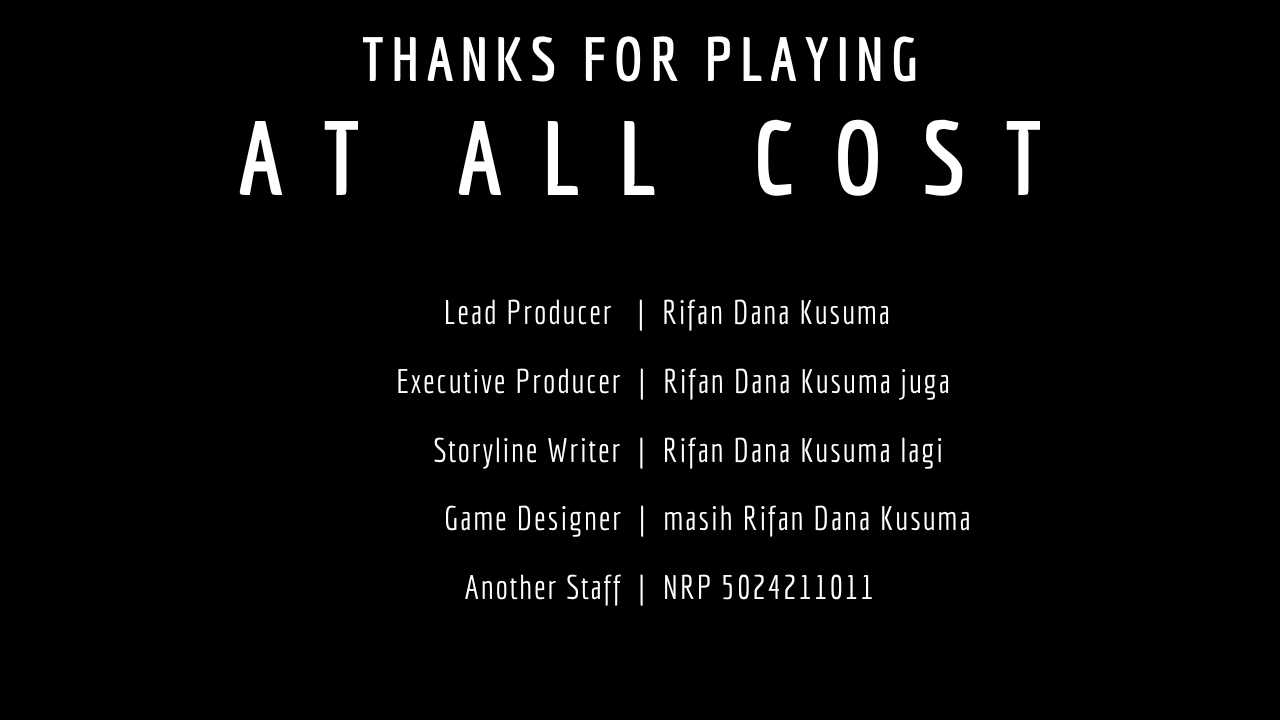 THANKS FOR PLAYING
AT ALL COST
Lead Producer | Rifan Dana Kusuma
Executive Producer | Rifan Dana Kusuma juga
Storyline Writer | Rifan Dana Kusuma lagi
Game Designer | masih Rifan Dana Kusuma
Another Staff | NRP 5024211011